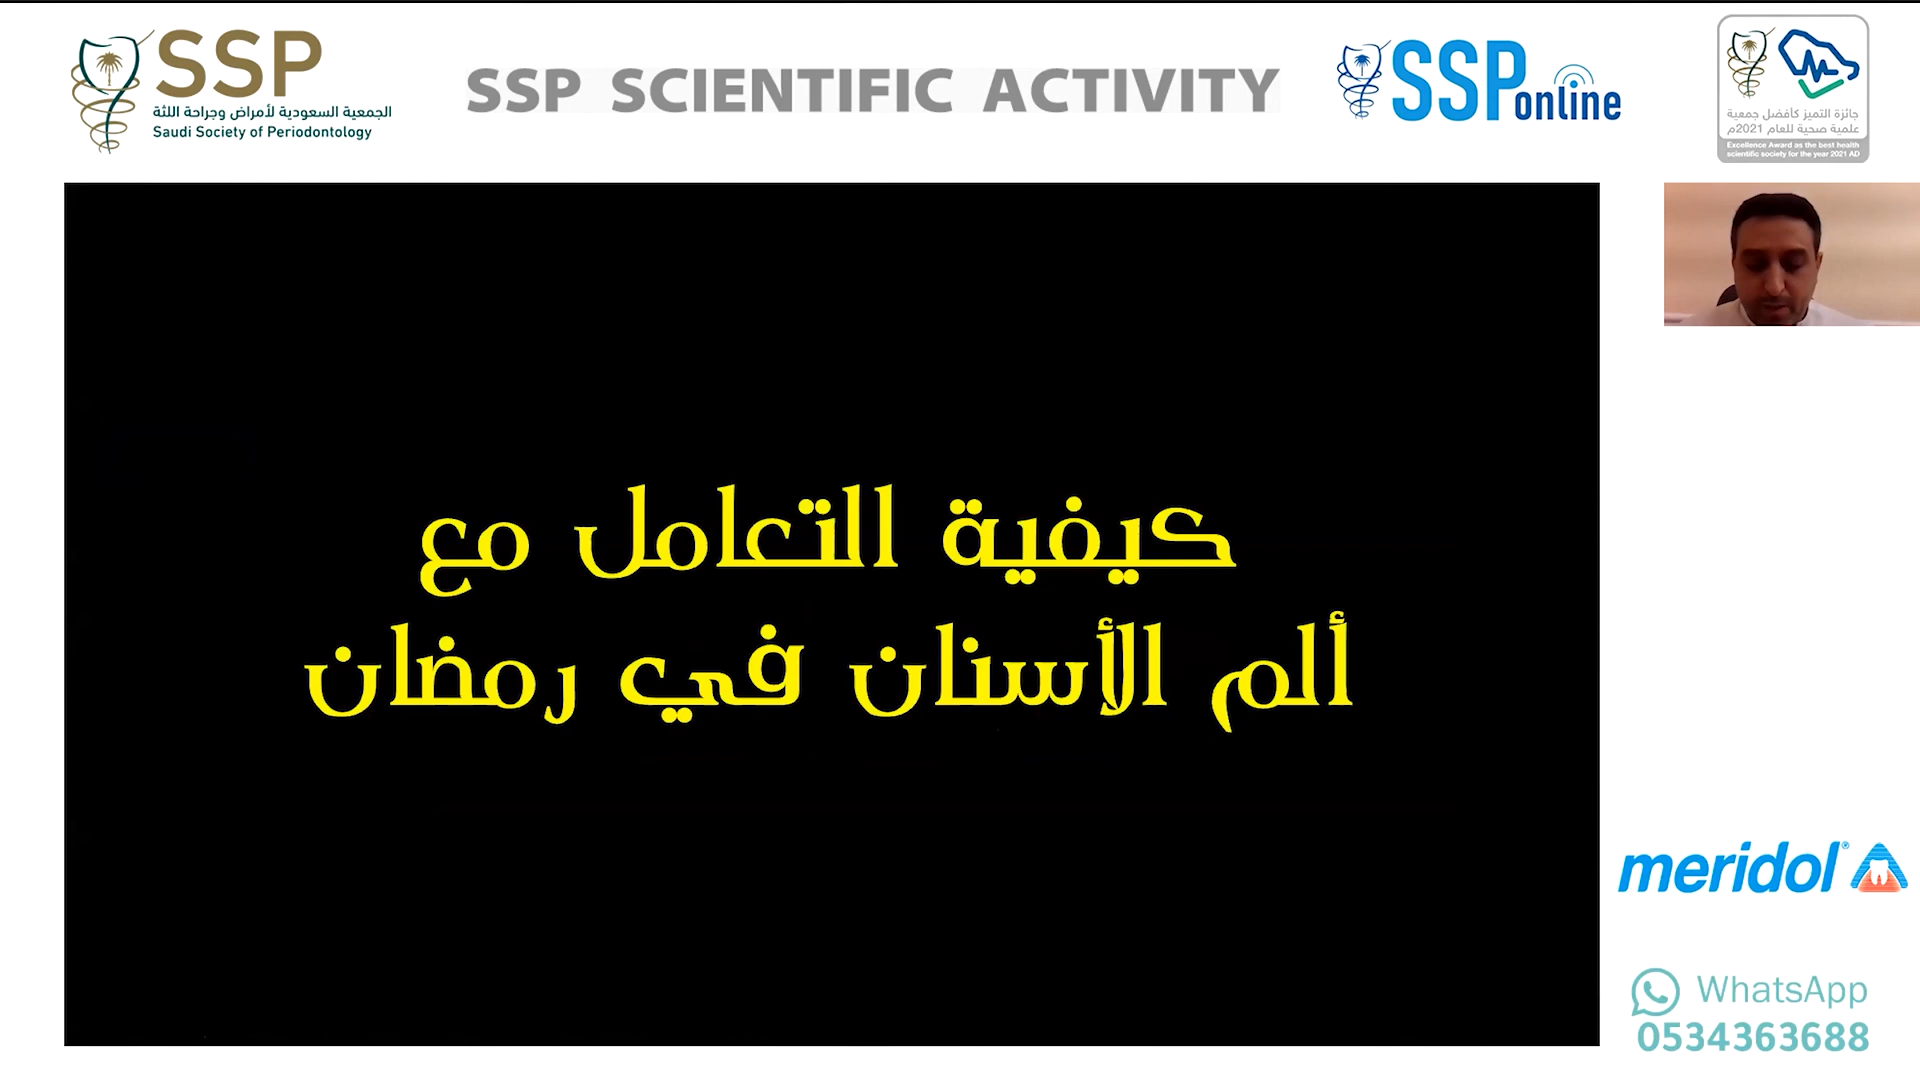 SSP
الجمعية السعودية لأمراض وجراحة اللثة
Saudi Society of Periodontology
SSP SCIENTIFIC ACTIVITY
SSP online
جائزة التميز كأفضل جمعية
علمية صحية للعام 2021م
Excellence Award as the best health
scientific society for the year 2021 AD
كيفية التعامل مع
ألم الأسنان في رمضان
meridol®
WhatsApp
0534363688